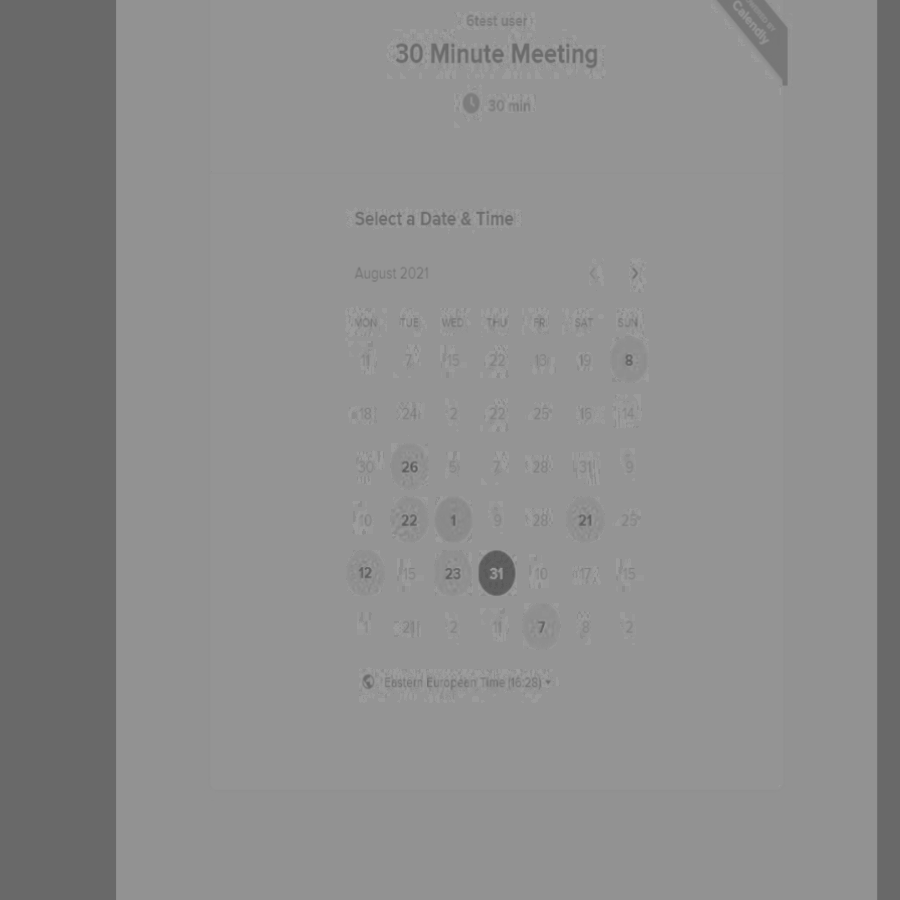 6test user
30 Minute Meeting
30 min
Calendly
Select a Date & Time
August 2021
MON TUE WED THU FRI SAT SUN
11 7 15 22 13 19 8
18 24 2 22 25 16 14
30 26 5 7 28 31 9
10 22 1 9 28 21 25
12 15 23 31 10 17 15
1 21 2 11 7 8 2
Eastern European Time (16:28)